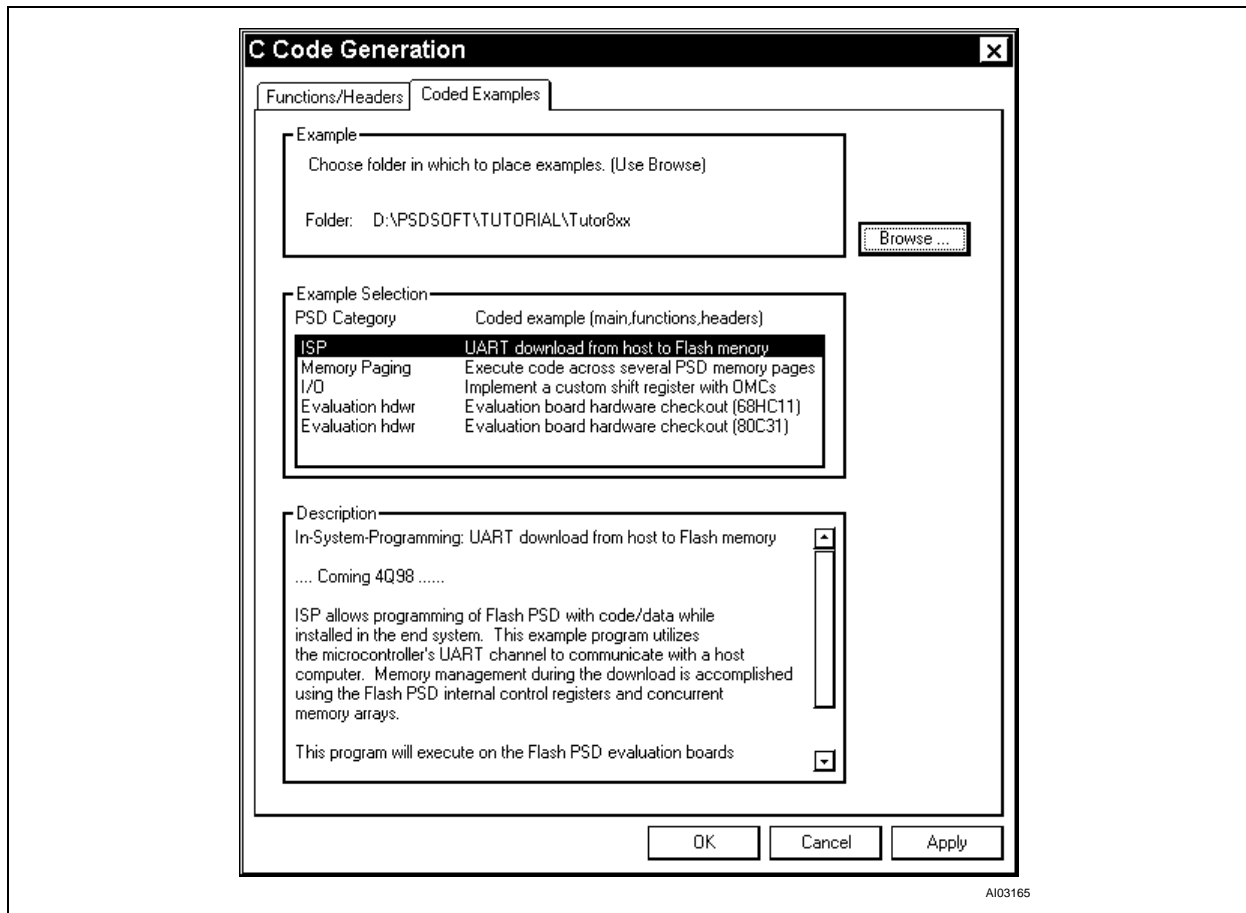 C Code Generation
Functions/Headers Coded Examples
Example
Choose folder in which to place examples. (Use Browse)
Folder: D:\PSDSOFT\TUTORIAL\Tutor8xx
Browse ...
Example Selection
PSD Category Coded example (main,functions,headers)
ISP UART download from host to Flash menory
Memory Paging Execute code across several PSD memory pages
I/O Implement a custom shift register with OMCs
Evaluation hdwr Evaluation board hardware checkout (68HC11)
Evaluation hdwr Evaluation board hardware checkout (80C31)
Description
In-System-Programming: UART download from host to Flash memory
.... Coming 4Q98 ......
ISP allows programming of Flash PSD with code/data while
installed in the end system. This example program utilizes
the microcontroller's UART channel to communicate with a host
computer. Memory management during the download is accomplished
using the Flash PSD internal control registers and concurrent
memory arrays.
This program will execute on the Flash PSD evaluation boards
OK Cancel Apply
AI03165